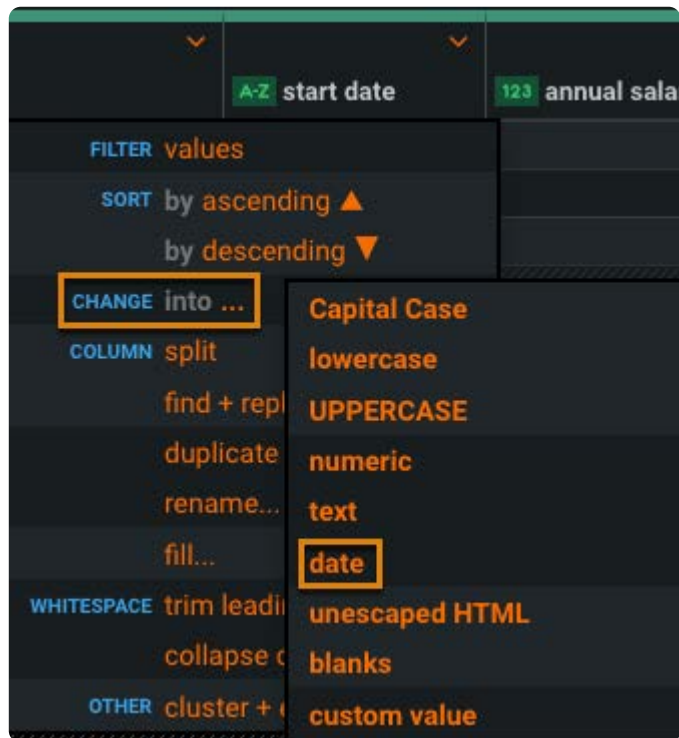 A-Z start date
123 annual sala
FILTER values
SORT by ascending ▲
by descending ▼
CHANGE into ...
COLUMN split
find + repl
duplicate
rename...
fill...
WHITESPACE trim leadi
collapse
OTHER cluster +
Capital Case
lowercase
UPPERCASE
numeric
text
date
unescaped HTML
blanks
custom value